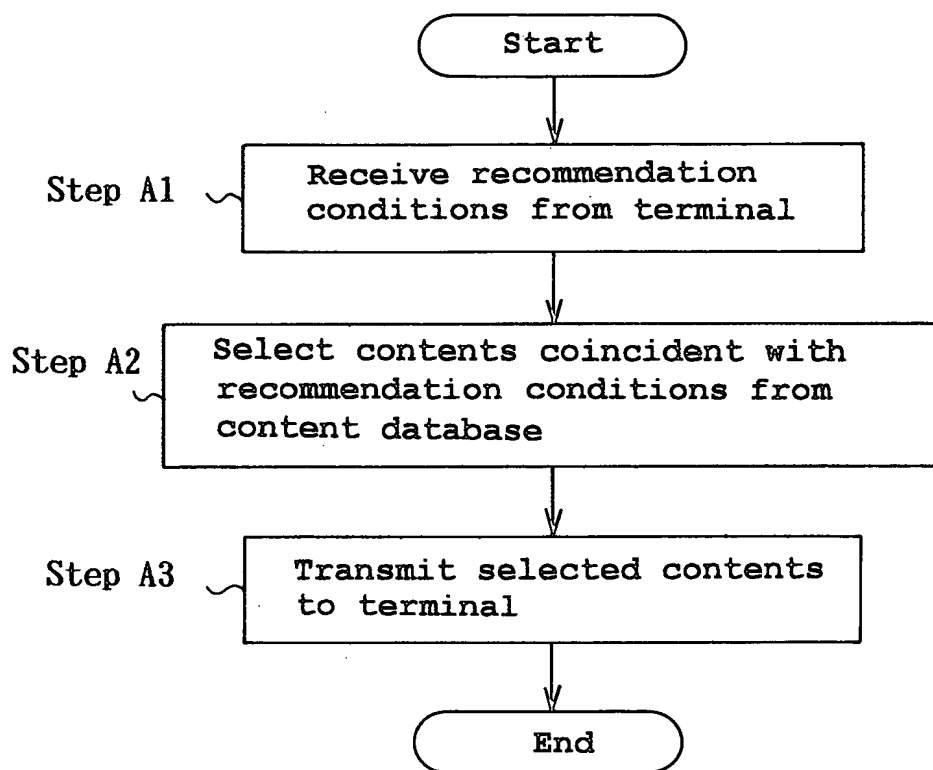 Start
Step A1
Receive recommendation
conditions from terminal
Step A2
Select contents coincident with
recommendation conditions from
content database
Step A3
Transmit selected contents
to terminal
End